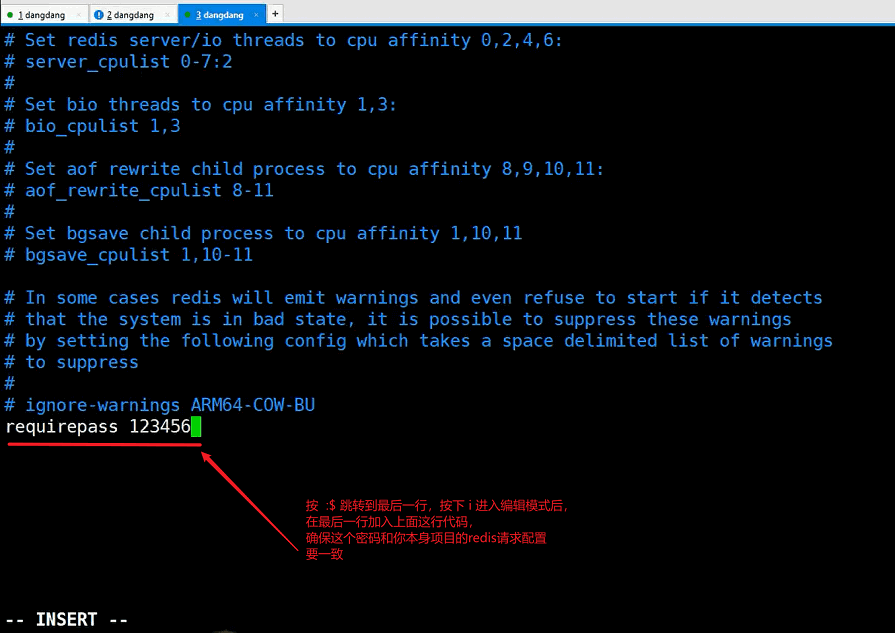 1 dangdang
2 dangdang
3 dangdang
+
# Set redis server/io threads to cpu affinity 0,2,4,6:
# server_cpulist 0-7:2
#
# Set bio threads to cpu affinity 1,3:
# bio_cpulist 1,3
#
# Set aof rewrite child process to cpu affinity 8,9,10,11:
# aof_rewrite_cpulist 8-11
#
# Set bgsave child process to cpu affinity 1,10,11
# bgsave_cpulist 1,10-11
# In some cases redis will emit warnings and even refuse to start if it detects
# that the system is in bad state, it is possible to suppress these warnings
# by setting the following config which takes a space delimited list of warnings
# to suppress
#
# ignore-warnings ARM64-COW-BU
requirepass 123456
按 :$ 跳转到最后一行，按下 i 进入编辑模式后，
在最后一行加入上面这行代码，
确保这个密码和你本身项目的redis请求配置
要一致
-- INSERT --